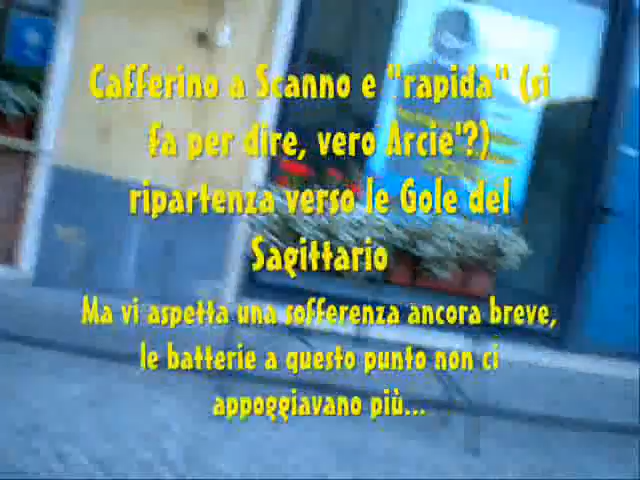 Cafferino a Scanno e "rapida" (si
fa per dire, vero Arcie'?)
ripartenza verso le Gole del
Sagittario
Ma vi aspetta una sofferenza ancora breve,
le batterie a questo punto non ci
appoggiavano più...